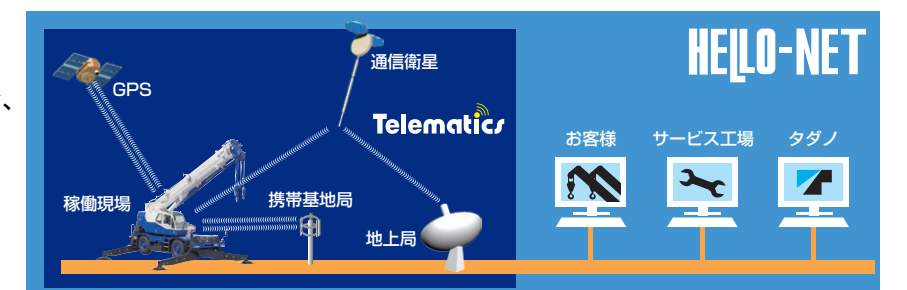 、
HELLO-NET
通信衛星
GPS
Telematics
お客様
サービス工場
タダノ
稼働現場
携帯基地局
地上局